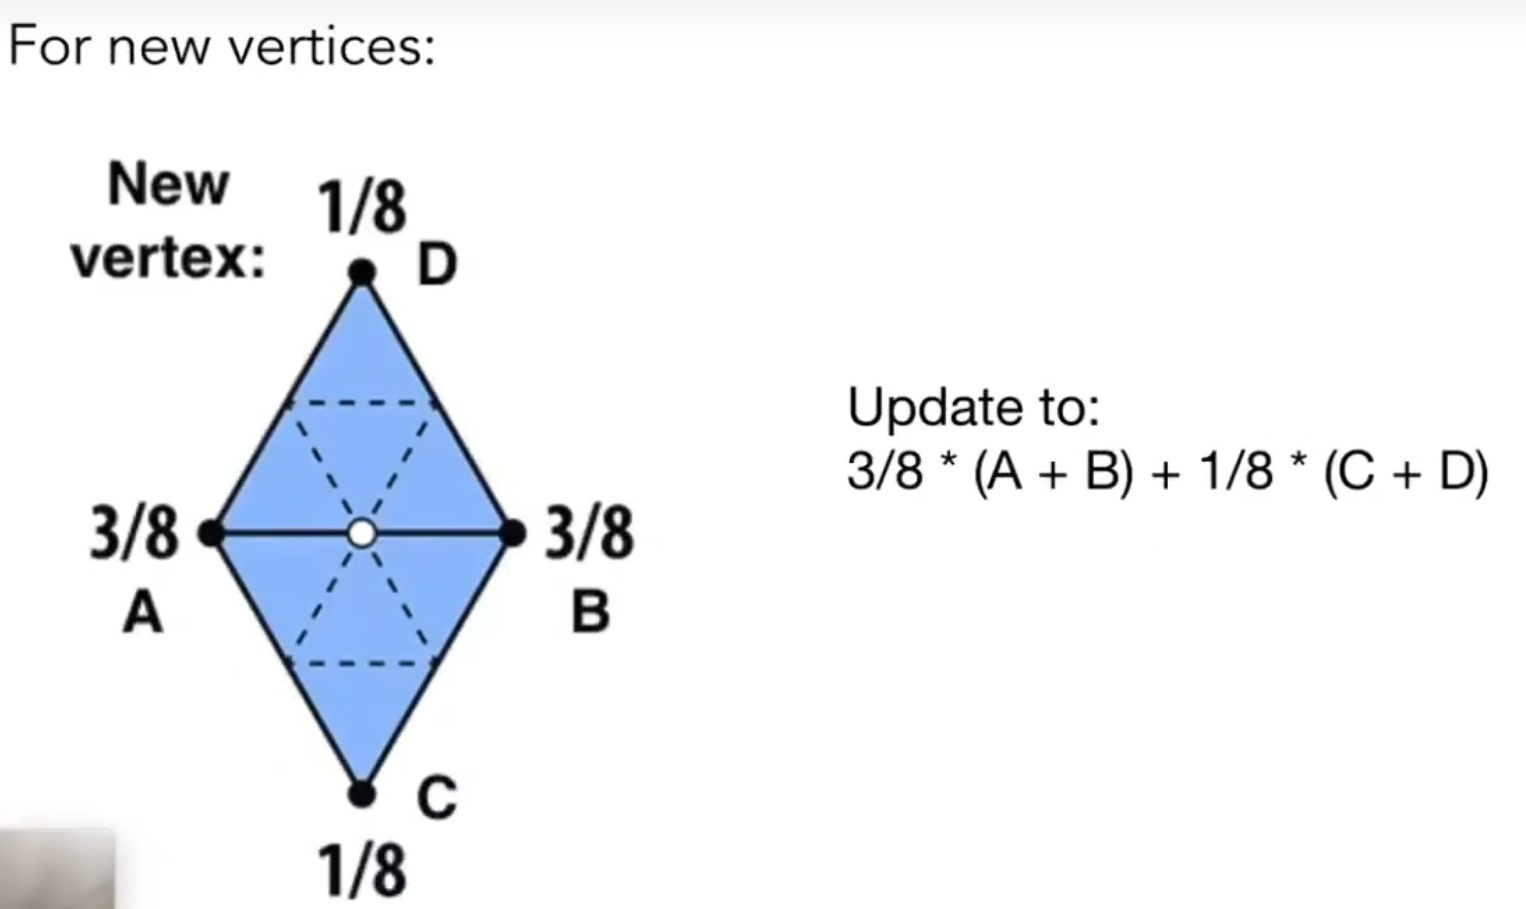 For new vertices:
New
vertex:
1/8
D
3/8
A
3/8
B
C
1/8
Update to:
3/8 * (A + B) + 1/8 * (C + D)